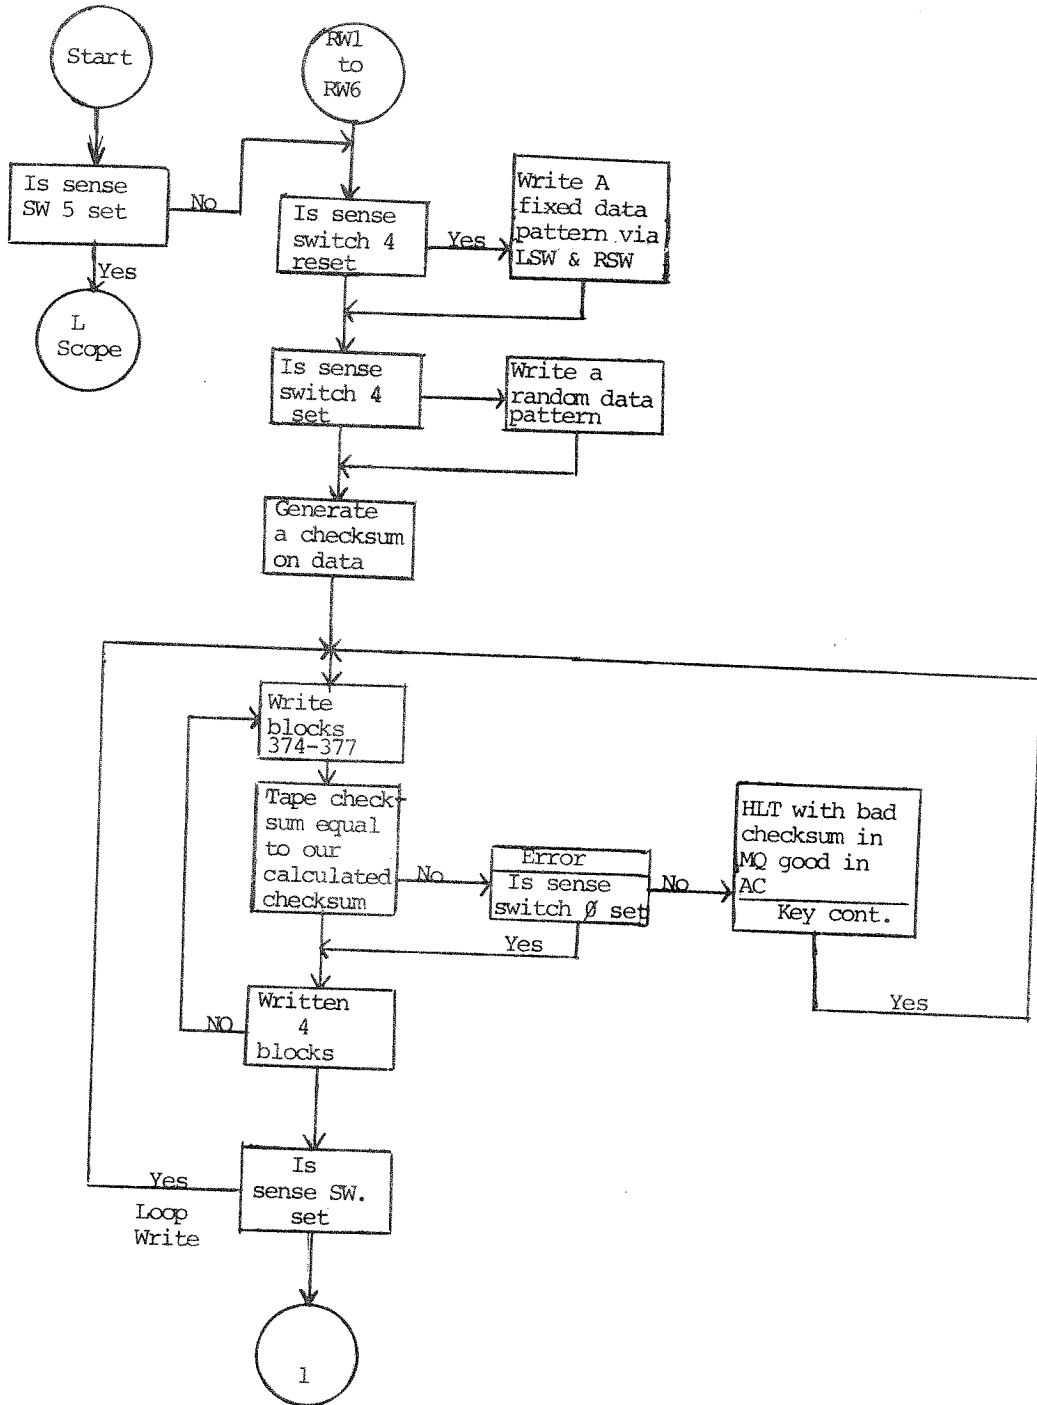 Start
RW1
to
RW6
Is sense
SW 5 set
No
Yes
L
Scope
Is sense
switch 4
reset
Yes
Write A
fixed data
pattern via
LSW & RSW
Is sense
switch 4
set
Write a
random data
pattern
Generate
a checksum
on data
Write
blocks
374-377
Tape check-
sum equal
to our
calculated
checksum
No
Error
Is sense
switch Ø set
No
Yes
HLT with bad
checksum in
MQ good in
AC
Key cont.
Yes
Written
4
blocks
NO
Is
sense SW.
set
Yes
Loop
Write
1